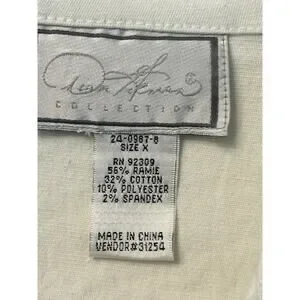 COLLECTION
24-0987-8
SIZE X
RN 92309
56% RAMIE
32% COTTON
10% POLYESTER
2% SPANDEX
MADE IN CHINA
VENDOR#31254